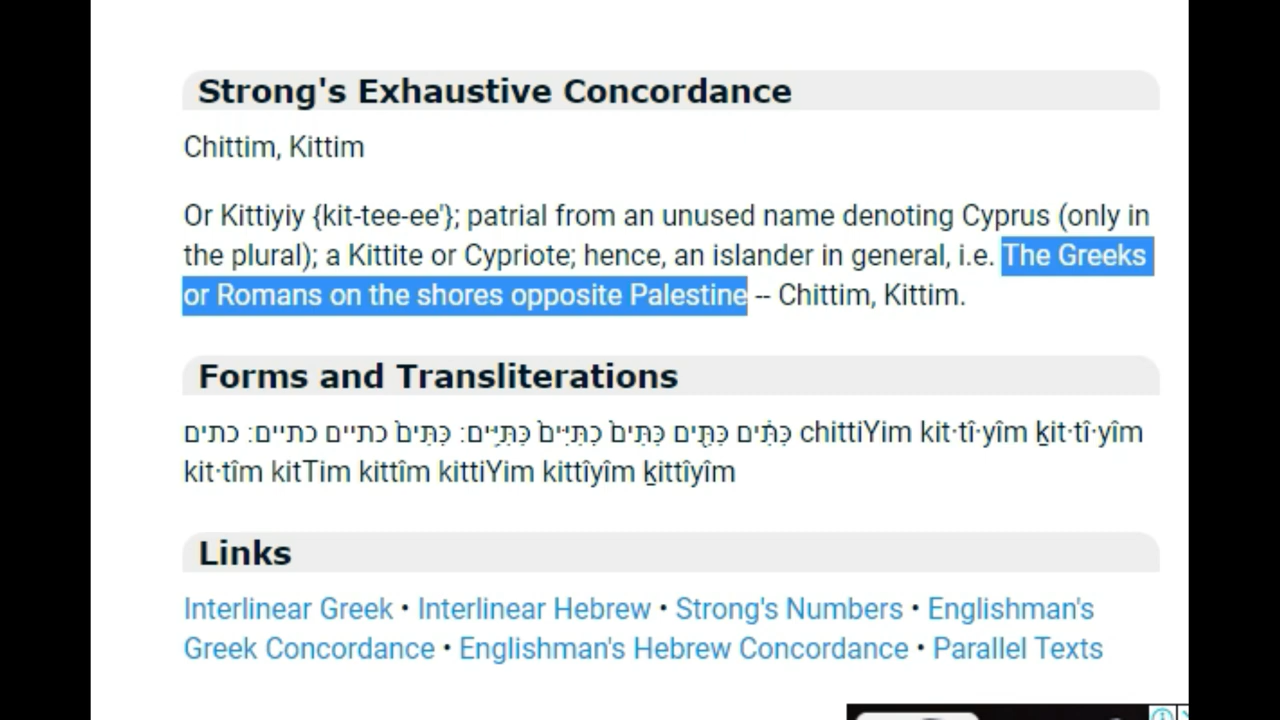 Strong's Exhaustive Concordance
Chittim, Kittim
Or Kittiyiy {kit-tee-ee'}; patrial from an unused name denoting Cyprus (only in
the plural); a Kittite or Cypriote; hence, an islander in general, i.e. The Greeks
or Romans on the shores opposite Palestine -- Chittim, Kittim.
Forms and Transliterations
כִּתִּ֔ים כִּתִּ֖ים כִּתִּים֙ כִתִּיִּים֙ כִּתִּיִּ֥ים׃ כִּתִּים֙ כתיים כתיים׃ כתים chittiYim kit·tî·yîm ḵit·tî·yîm
kit·tîm kitTim kittîm kittiYim kittîyîm ḵittîyîm
Links
Interlinear Greek • Interlinear Hebrew • Strong's Numbers • Englishman's
Greek Concordance • Englishman's Hebrew Concordance • Parallel Texts